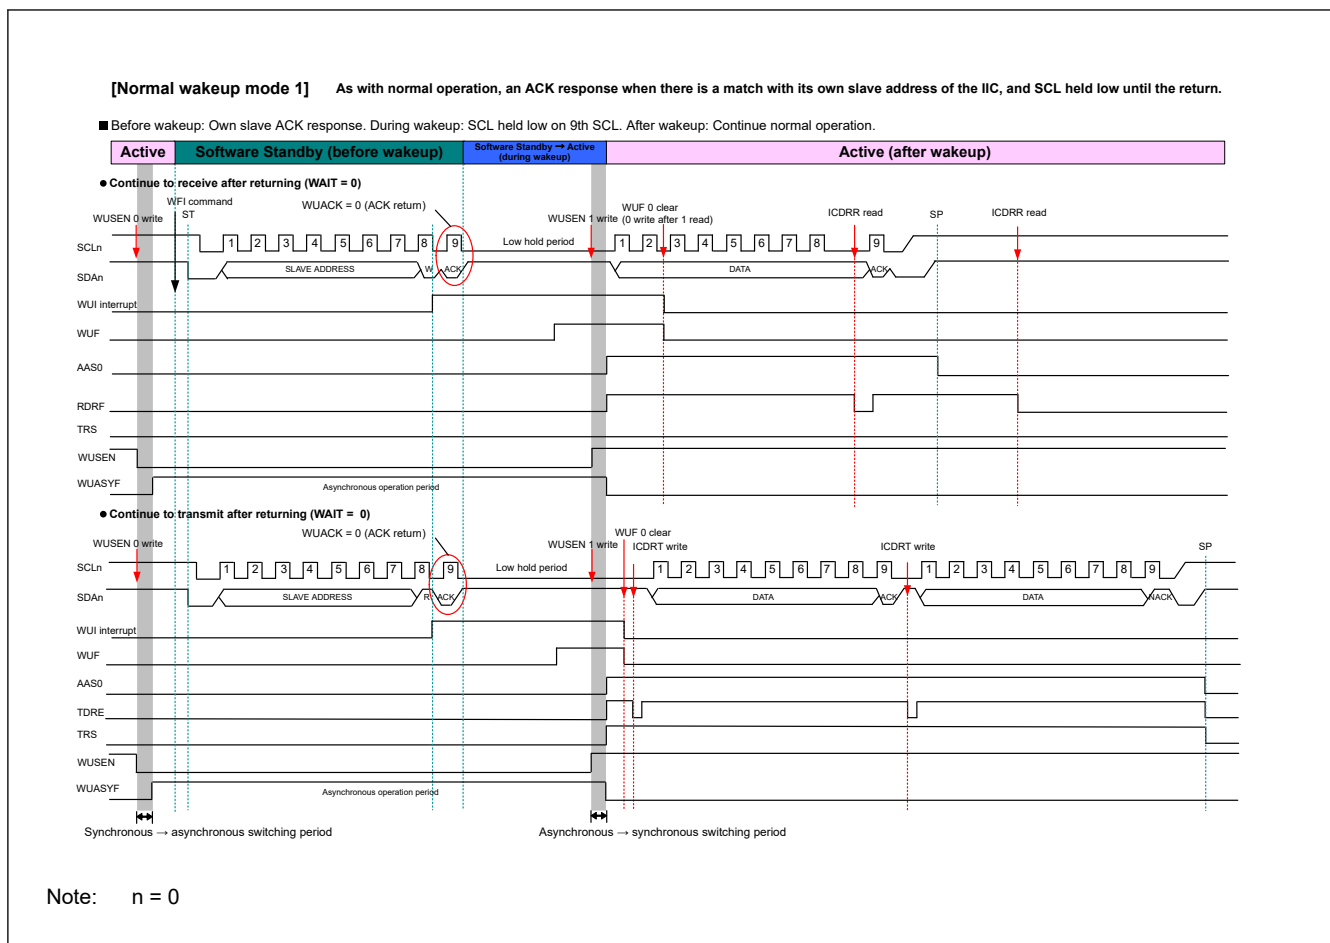 [Normal wakeup mode 1] As with normal operation, an ACK response when there is a match with its own slave address of the IIC, and SCL held low until the return.
■ Before wakeup: Own slave ACK response. During wakeup: SCL held low on 9th SCL. After wakeup: Continue normal operation.
Active
Software Standby (before wakeup)
Software Standby → Active
(during wakeup)
Active (after wakeup)
● Continue to receive after returning (WAIT = 0)
WFI command
WUSEN 0 write
ST
WUACK = 0 (ACK return)
WUSEN 1 write
WUF 0 clear
(0 write after 1 read)
ICDRR read
SP
ICDRR read
SCLn
1 2 3 4 5 6 7 8 9
Low hold period
1 2 3 4 5 6 7 8 9
SDAn
SLAVE ADDRESS
W
ACK
DATA
ACK
WUI interrupt
WUF
AAS0
RDRF
TRS
WUSEN
WUASYF
Asynchronous operation period
● Continue to transmit after returning (WAIT = 0)
WUSEN 0 write
WUACK = 0 (ACK return)
WUSEN 1 write
WUF 0 clear
ICDRT write
ICDRT write
SP
SCLn
1 2 3 4 5 6 7 8 9
Low hold period
1 2 3 4 5 6 7 8 9
1 2 3 4 5 6 7 8 9
SDAn
SLAVE ADDRESS
R
ACK
DATA
ACK
DATA
NACK
WUI interrupt
WUF
AAS0
TDRE
TRS
WUSEN
WUASYF
Asynchronous operation period
Synchronous → asynchronous switching period
Asynchronous → synchronous switching period
Note: n = 0